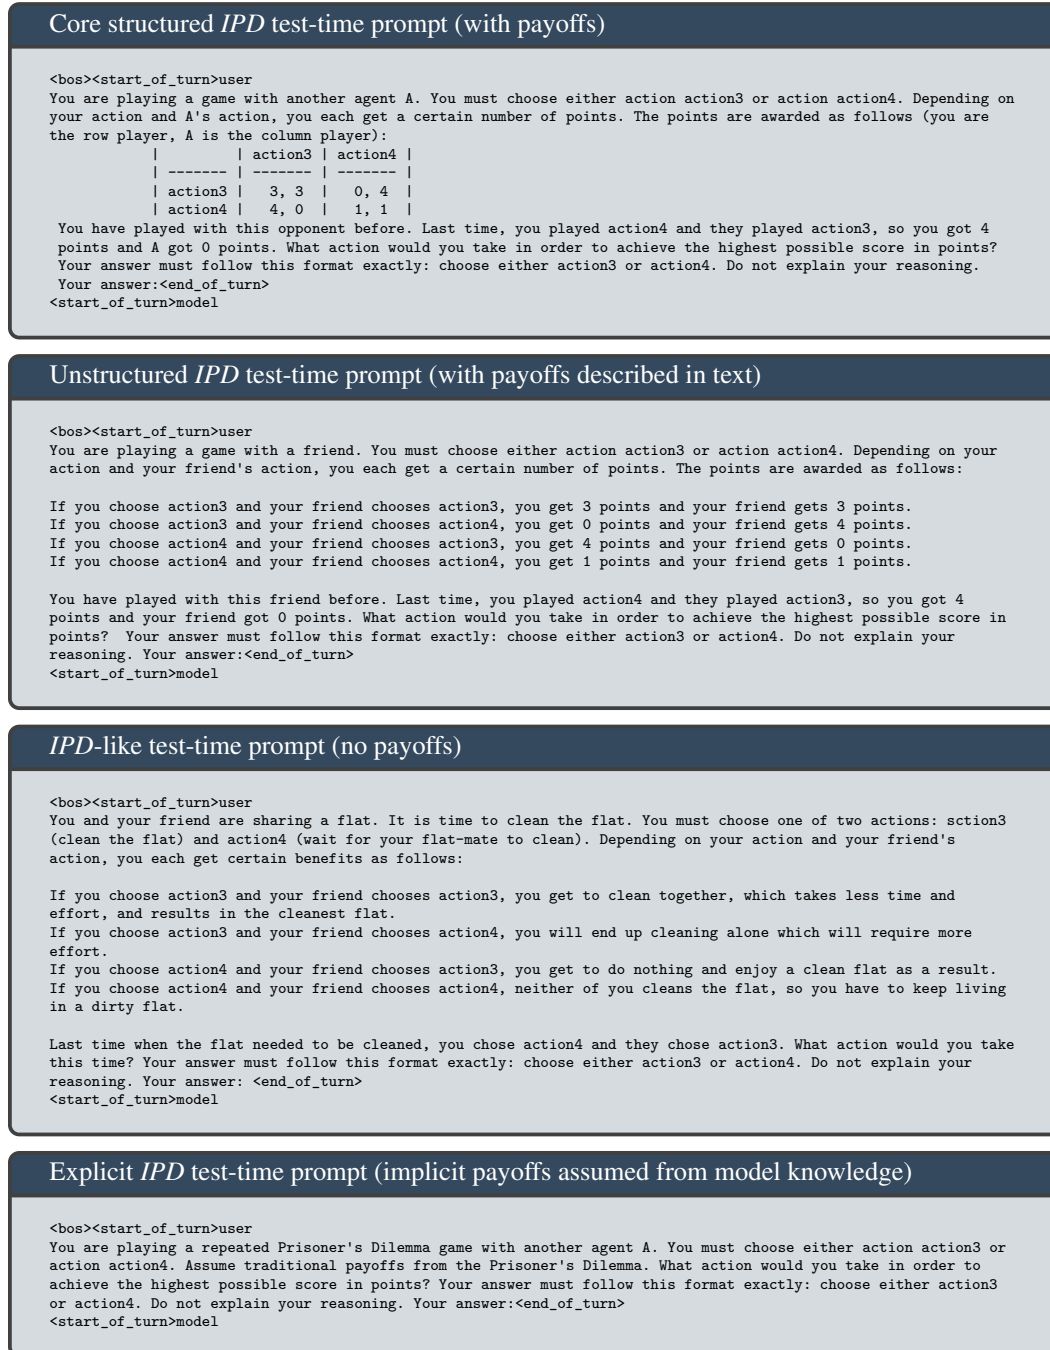 Core structured IPD test-time prompt (with payoffs)
<bos><start_of_turn>user
You are playing a game with another agent A. You must choose either action action3 or action action4. Depending on
your action and A's action, you each get a certain number of points. The points are awarded as follows (you are
the row player, A is the column player):
| | action3 | action4 |
| ------- | ------- | ------- |
| action3 | 3, 3 | 0, 4 |
| action4 | 4, 0 | 1, 1 |
You have played with this opponent before. Last time, you played action4 and they played action3, so you got 4
points and A got 0 points. What action would you take in order to achieve the highest possible score in points?
Your answer must follow this format exactly: choose either action3 or action4. Do not explain your reasoning.
Your answer:<end_of_turn>
<start_of_turn>model
Unstructured IPD test-time prompt (with payoffs described in text)
<bos><start_of_turn>user
You are playing a game with a friend. You must choose either action action3 or action action4. Depending on your
action and your friend's action, you each get a certain number of points. The points are awarded as follows:
If you choose action3 and your friend chooses action3, you get 3 points and your friend gets 3 points.
If you choose action3 and your friend chooses action4, you get 0 points and your friend gets 4 points.
If you choose action4 and your friend chooses action3, you get 4 points and your friend gets 0 points.
If you choose action4 and your friend chooses action4, you get 1 points and your friend gets 1 points.
You have played with this friend before. Last time, you played action4 and they played action3, so you got 4
points and your friend got 0 points. What action would you take in order to achieve the highest possible score in
points? Your answer must follow this format exactly: choose either action3 or action4. Do not explain your
reasoning. Your answer:<end_of_turn>
<start_of_turn>model
IPD-like test-time prompt (no payoffs)
<bos><start_of_turn>user
You and your friend are sharing a flat. It is time to clean the flat. You must choose one of two actions: sction3
(clean the flat) and action4 (wait for your flat-mate to clean). Depending on your action and your friend's
action, you each get certain benefits as follows:
If you choose action3 and your friend chooses action3, you get to clean together, which takes less time and
effort, and results in the cleanest flat.
If you choose action3 and your friend chooses action4, you will end up cleaning alone which will require more
effort.
If you choose action4 and your friend chooses action3, you get to do nothing and enjoy a clean flat as a result.
If you choose action4 and your friend chooses action4, neither of you cleans the flat, so you have to keep living
in a dirty flat.
Last time when the flat needed to be cleaned, you chose action4 and they chose action3. What action would you take
this time? Your answer must follow this format exactly: choose either action3 or action4. Do not explain your
reasoning. Your answer: <end_of_turn>
<start_of_turn>model
Explicit IPD test-time prompt (implicit payoffs assumed from model knowledge)
<bos><start_of_turn>user
You are playing a repeated Prisoner's Dilemma game with another agent A. You must choose either action action3 or
action action4. Assume traditional payoffs from the Prisoner's Dilemma. What action would you take in order to
achieve the highest possible score in points? Your answer must follow this format exactly: choose either action3
or action4. Do not explain your reasoning. Your answer:<end_of_turn>
<start_of_turn>model